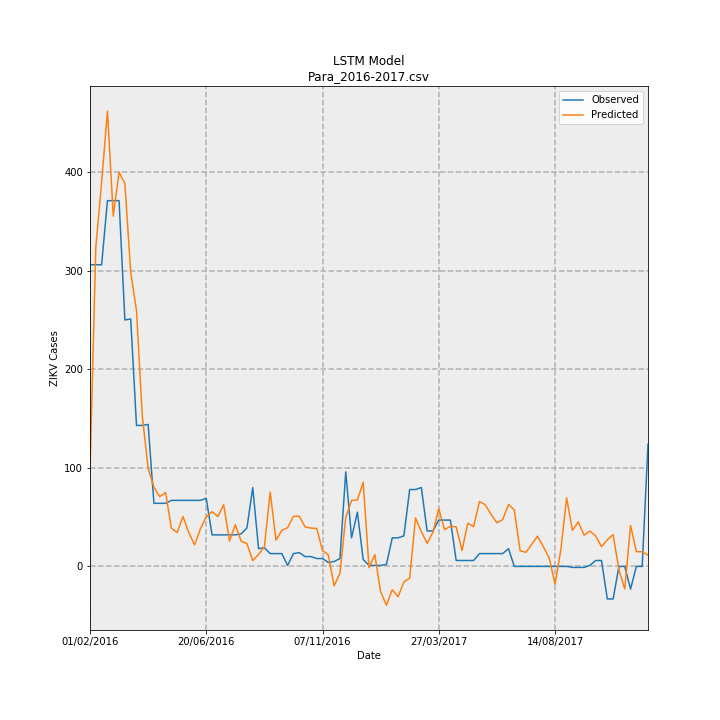 LSTM Model
Para_2016-2017.csv
Observed
Predicted
400
300
200
100
0
ZIKV Cases
01/02/2016
20/06/2016
07/11/2016
27/03/2017
14/08/2017
Date